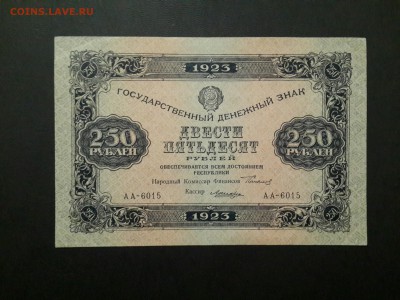 COINS.LAVE.RU
1923
ГОСУДАРСТВЕННЫЙ ДЕНЕЖНЫЙ ЗНАК
250 ДВЕСТИ 250
РУБЛЕЙ ПЯТЬДЕСЯТ РУБЛЕЙ
РУБЛЕЙ
ОБЕСПЕЧИВАЕТСЯ ВСЕМ ДОСТОЯНИЕМ
РЕСПУБЛИКИ
Народный Комиссар Финансов
Кассир
АА-6015 АА-6015
1923